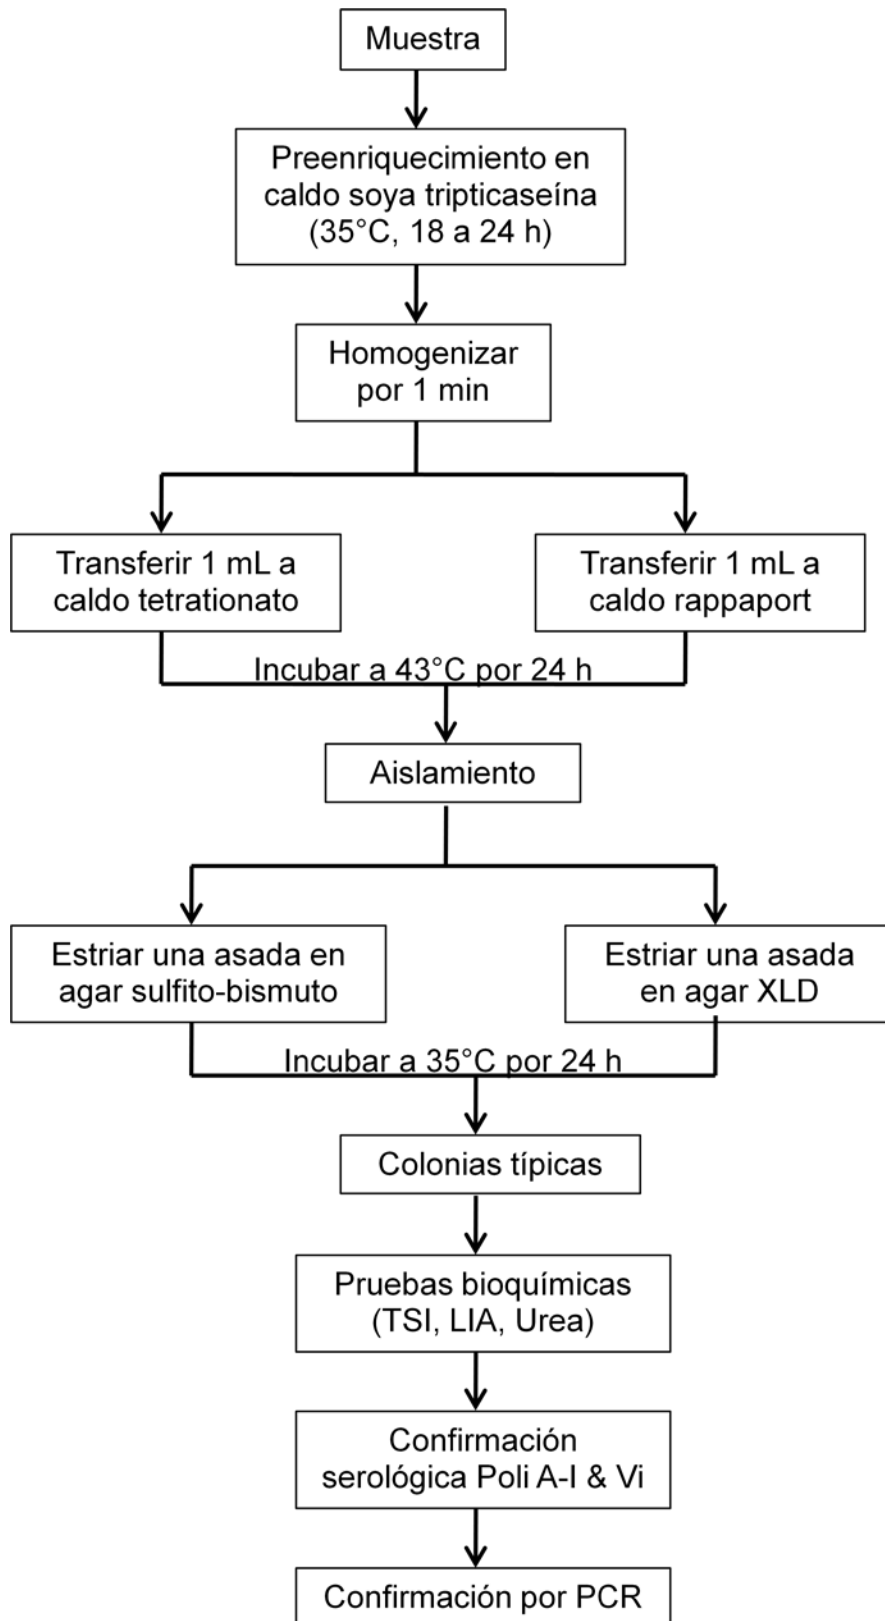 Muestra
Preenriquecimiento en
caldo soya tripticaseína
(35°C, 18 a 24 h)
Homogenizar
por 1 min
Transferir 1 mL a
caldo tetrationato
Transferir 1 mL a
caldo rappaport
Incubar a 43°C por 24 h
Aislamiento
Estriar una asada en
agar sulfito-bismuto
Estriar una asada
en agar XLD
Incubar a 35°C por 24 h
Colonias típicas
Pruebas bioquímicas
(TSI, LIA, Urea)
Confirmación
serológica Poli A-I & Vi
Confirmación por PCR